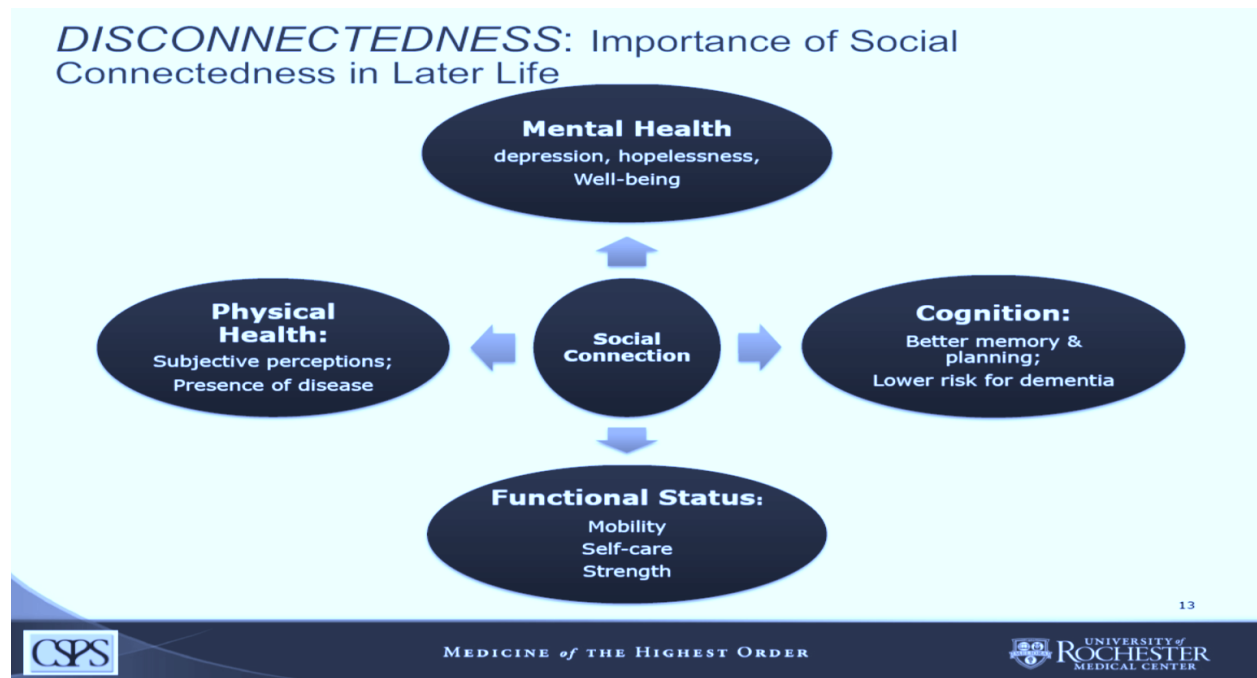 DISCONNECTEDNESS: Importance of Social
Connectedness in Later Life
Mental Health
depression, hopelessness,
Well-being
Physical
Health:
Subjective perceptions;
Presence of disease
Social
Connection
Cognition:
Better memory &
planning;
Lower risk for dementia
Functional Status:
Mobility
Self-care
Strength
13
CSPS
MEDICINE of THE HIGHEST ORDER
UNIVERSITY of
ROCHESTER
MEDICAL CENTER